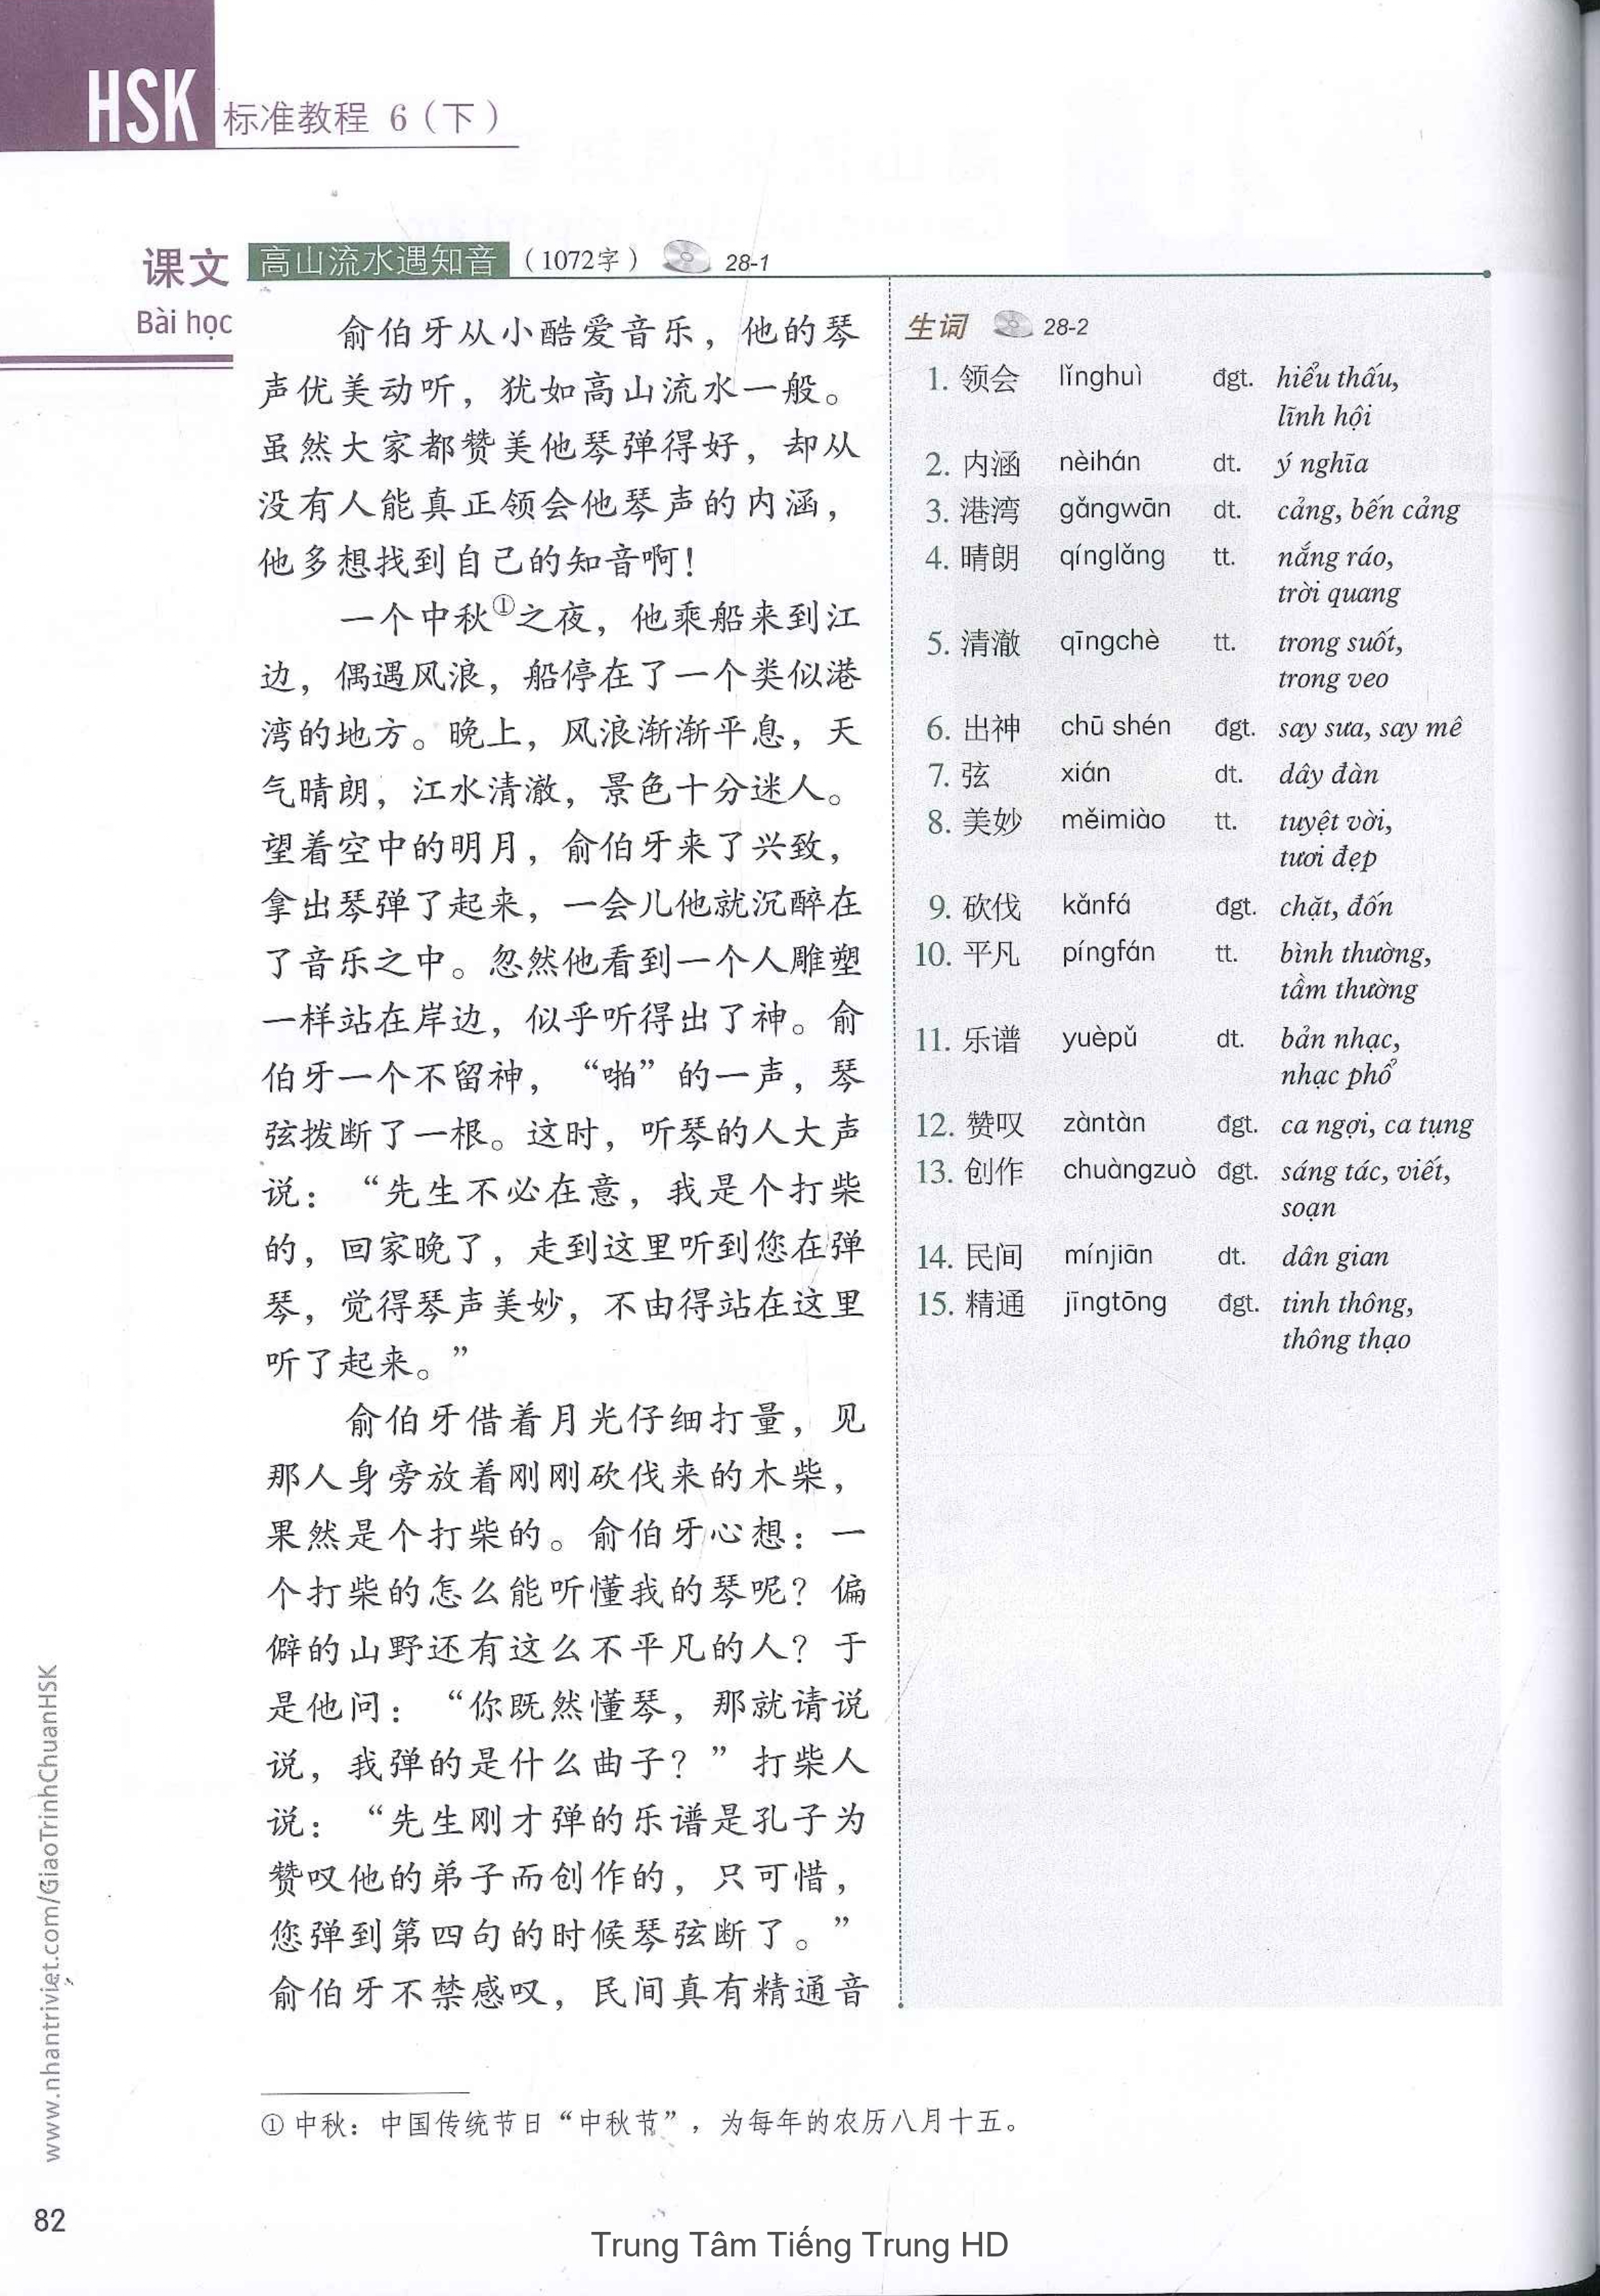 HSK 标准教程 6（下）
课文 高山流水遇知音 （1072字） 28-1
Bài học
俞伯牙从小酷爱音乐，他的琴
声优美动听，犹如高山流水一般。
虽然大家都赞美他琴弹得好，却从
没有人能真正领会他琴声的内涵，
他多想找到自己的知音啊！
一个中秋①之夜，他乘船来到江
边，偶遇风浪，船停在了一个类似港
湾的地方。晚上，风浪渐渐平息，天
气晴朗，江水清澈，景色十分迷人。
望着空中的明月，俞伯牙来了兴致，
拿出琴弹了起来，一会儿他就沉醉在
了音乐之中。忽然他看到一个人雕塑
一样站在岸边，似乎听得出了神。俞
伯牙一个不留神，“啪”的一声，琴
弦拨断了一根。这时，听琴的人大声
说：“先生不必在意，我是个打柴
的，回家晚了，走到这里听到您在弹
琴，觉得琴声美妙，不由得站在这里
听了起来。”
俞伯牙借着月光仔细打量，见
那人身旁放着刚刚砍伐来的木柴，
果然是个打柴的。俞伯牙心想：一
个打柴的怎么能听懂我的琴呢？偏
僻的山野还有这么不平凡的人？于
是他问：“你既然懂琴，那就请说
说，我弹的是什么曲子？”打柴人
说：“先生刚才弹的乐谱是孔子为
赞叹他的弟子而创作的，只可惜，
您弹到第四句的时候琴弦断了。”
俞伯牙不禁感叹，民间真有精通音
生词 28-2
1. 领会 lǐnghuì đgt. hiểu thấu,
lĩnh hội
2. 内涵 nèihán dt. ý nghĩa
3. 港湾 gǎngwān dt. cảng, bến cảng
4. 晴朗 qínglǎng tt. nắng ráo,
trời quang
5. 清澈 qīngchè tt. trong suốt,
trong veo
6. 出神 chū shén đgt. say sưa, say mê
7. 弦 xián dt. dây đàn
8. 美妙 měimiào tt. tuyệt vời,
tươi đẹp
9. 砍伐 kǎnfá đgt. chặt, đốn
10. 平凡 píngfán tt. bình thường,
tầm thường
11. 乐谱 yuèpǔ dt. bản nhạc,
nhạc phổ
12. 赞叹 zàntàn đgt. ca ngợi, ca tụng
13. 创作 chuàngzuò đgt. sáng tác, viết,
soạn
14. 民间 mínjiān dt. dân gian
15. 精通 jīngtōng đgt. tinh thông,
thông thạo
① 中秋：中国传统节日“中秋节”，为每年的农历八月十五。
www.nhantriviet.com/GiaoTrinhChuanHSK
82
Trung Tâm Tiếng Trung HD